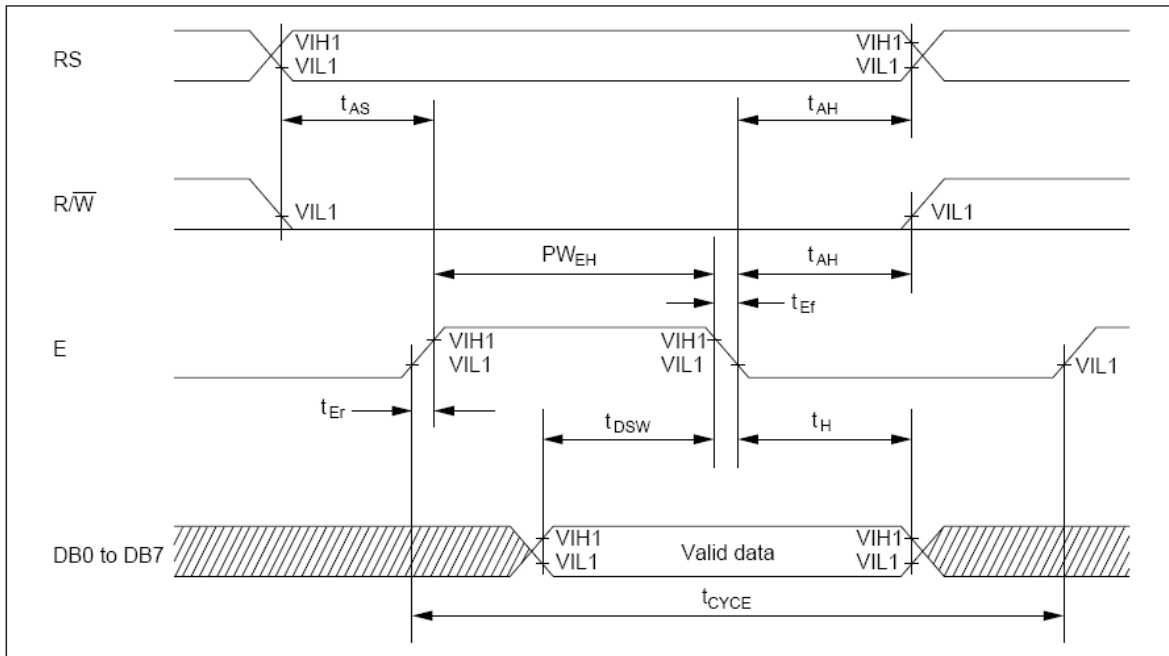 RS
VIH1
VIL1
VIH1
VIL1
tAS
tAH
R/W̅
VIL1
VIL1
PWEH
tAH
tEf
E
VIH1
VIL1
VIH1
VIL1
VIL1
tEr
tDSW
tH
DB0 to DB7
VIH1
VIL1
Valid data
VIH1
VIL1
tCYCE